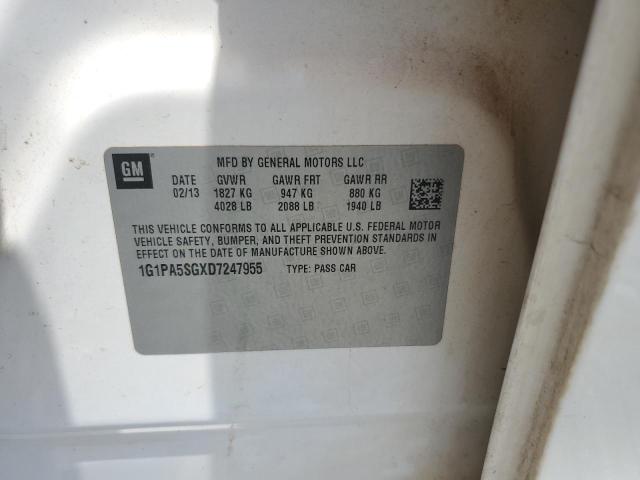 GM
MFD BY GENERAL MOTORS LLC
DATE GVWR GAWR FRT GAWR RR
02/13 1827 KG 947 KG 880 KG
4028 LB 2088 LB 1940 LB
THIS VEHICLE CONFORMS TO ALL APPLICABLE U.S. FEDERAL MOTOR
VEHICLE SAFETY, BUMPER, AND THEFT PREVENTION STANDARDS IN
EFFECT ON THE DATE OF MANUFACTURE SHOWN ABOVE.
1G1PA5SGXD7247955 TYPE: PASS CAR